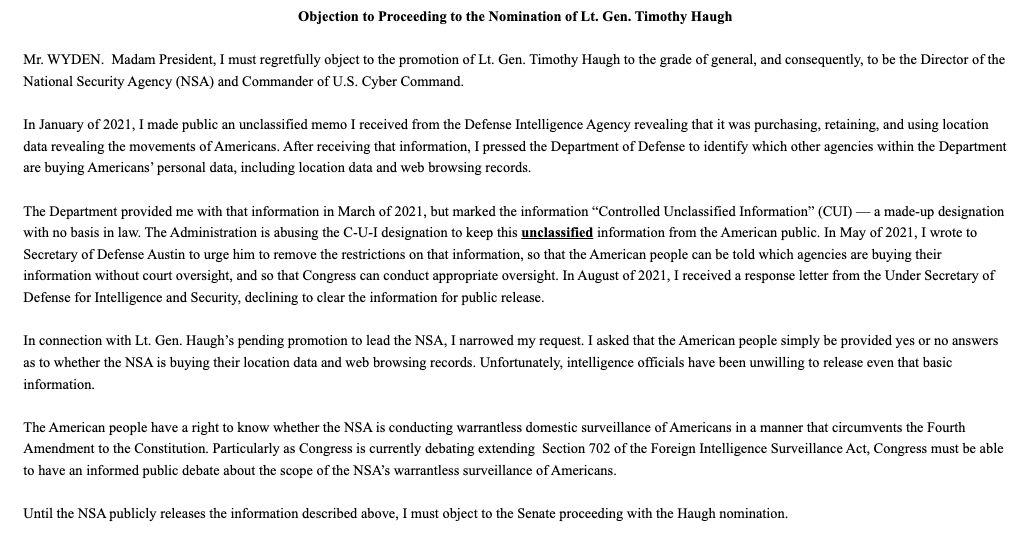 Objection to Proceeding to the Nomination of Lt. Gen. Timothy Haugh
Mr. WYDEN.  Madam President, I must regretfully object to the promotion of Lt. Gen. Timothy Haugh to the grade of general, and consequently, to be the Director of the
National Security Agency (NSA) and Commander of U.S. Cyber Command.
In January of 2021, I made public an unclassified memo I received from the Defense Intelligence Agency revealing that it was purchasing, retaining, and using location
data revealing the movements of Americans. After receiving that information, I pressed the Department of Defense to identify which other agencies within the Department
are buying Americans’ personal data, including location data and web browsing records.
The Department provided me with that information in March of 2021, but marked the information “Controlled Unclassified Information” (CUI) — a made-up designation
with no basis in law. The Administration is abusing the C-U-I designation to keep this unclassified information from the American public. In May of 2021, I wrote to
Secretary of Defense Austin to urge him to remove the restrictions on that information, so that the American people can be told which agencies are buying their
information without court oversight, and so that Congress can conduct appropriate oversight. In August of 2021, I received a response letter from the Under Secretary of
Defense for Intelligence and Security, declining to clear the information for public release.
In connection with Lt. Gen. Haugh’s pending promotion to lead the NSA, I narrowed my request. I asked that the American people simply be provided yes or no answers
as to whether the NSA is buying their location data and web browsing records. Unfortunately, intelligence officials have been unwilling to release even that basic
information.
The American people have a right to know whether the NSA is conducting warrantless domestic surveillance of Americans in a manner that circumvents the Fourth
Amendment to the Constitution. Particularly as Congress is currently debating extending  Section 702 of the Foreign Intelligence Surveillance Act, Congress must be able
to have an informed public debate about the scope of the NSA’s warrantless surveillance of Americans.
Until the NSA publicly releases the information described above, I must object to the Senate proceeding with the Haugh nomination.